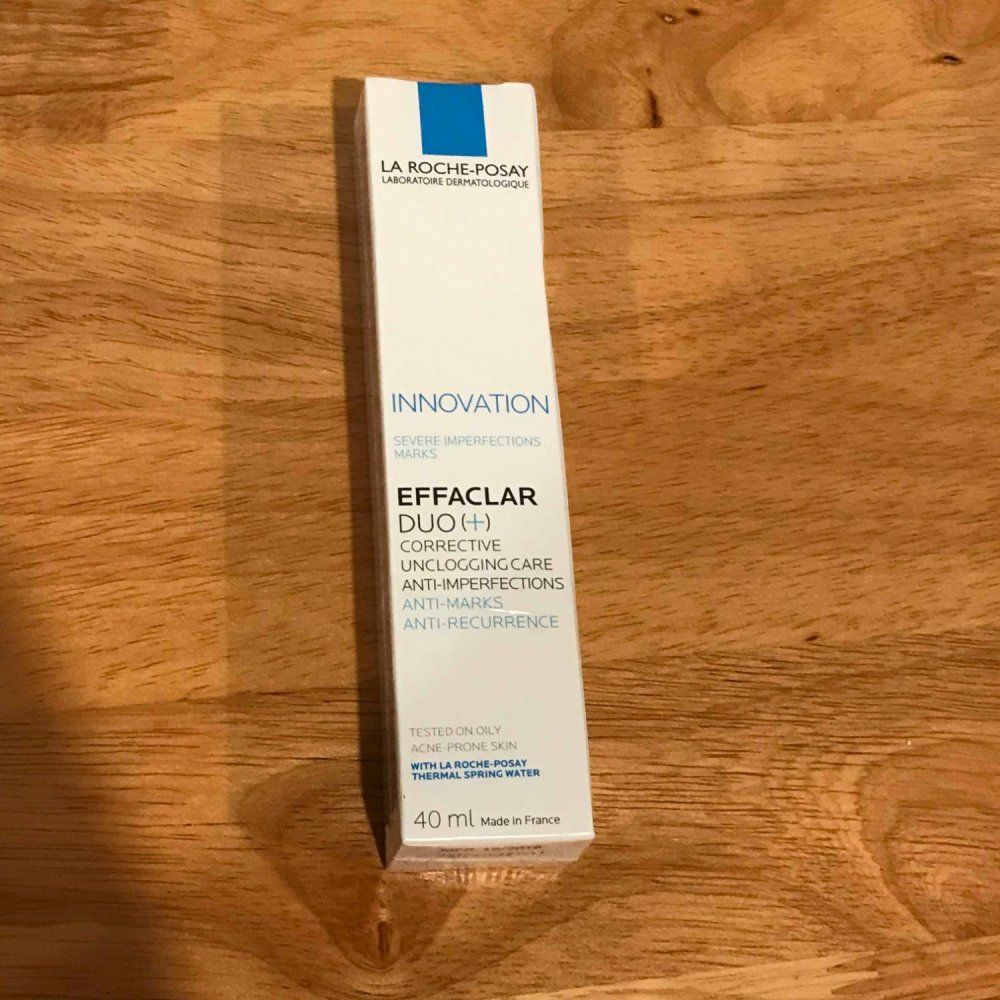 LA ROCHE-POSAY
LABORATOIRE DERMATOLOGIQUE
INNOVATION
SEVERE IMPERFECTIONS
MARKS
EFFACLAR
DUO (+)
CORRECTIVE
UNCLOGGING CARE
ANTI-IMPERFECTIONS
ANTI-MARKS
ANTI-RECURRENCE
TESTED ON OILY
ACNE-PRONE SKIN
WITH LA ROCHE-POSAY
THERMAL SPRING WATER
40 ml Made in France